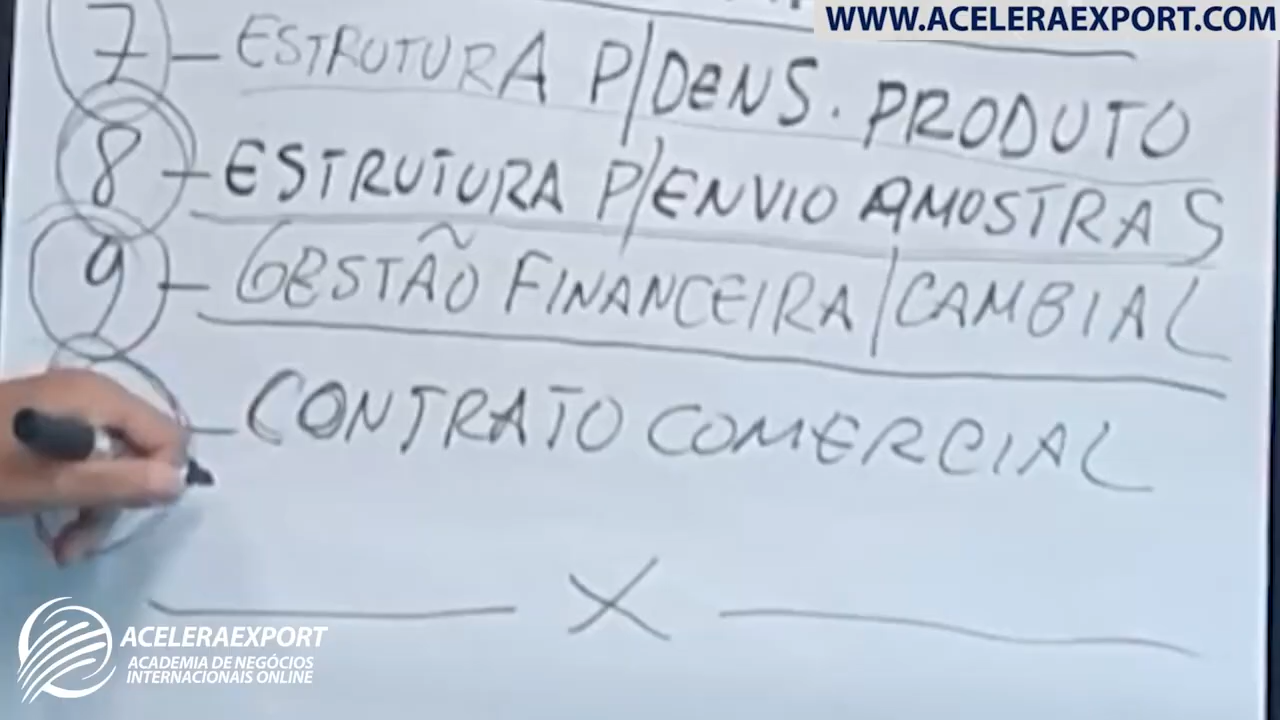 WWW.ACELERAEXPORT.COM
7 - ESTRUTURA P/DENS. PRODUTO
8 - ESTRUTURA P/ENVIO AMOSTRAS
9 - GESTÃO FINANCEIRA/CAMBIAL
- CONTRATO COMERCIAL
X
ACELERAEXPORT
ACADEMIA DE NEGÓCIOS
INTERNACIONAIS ONLINE